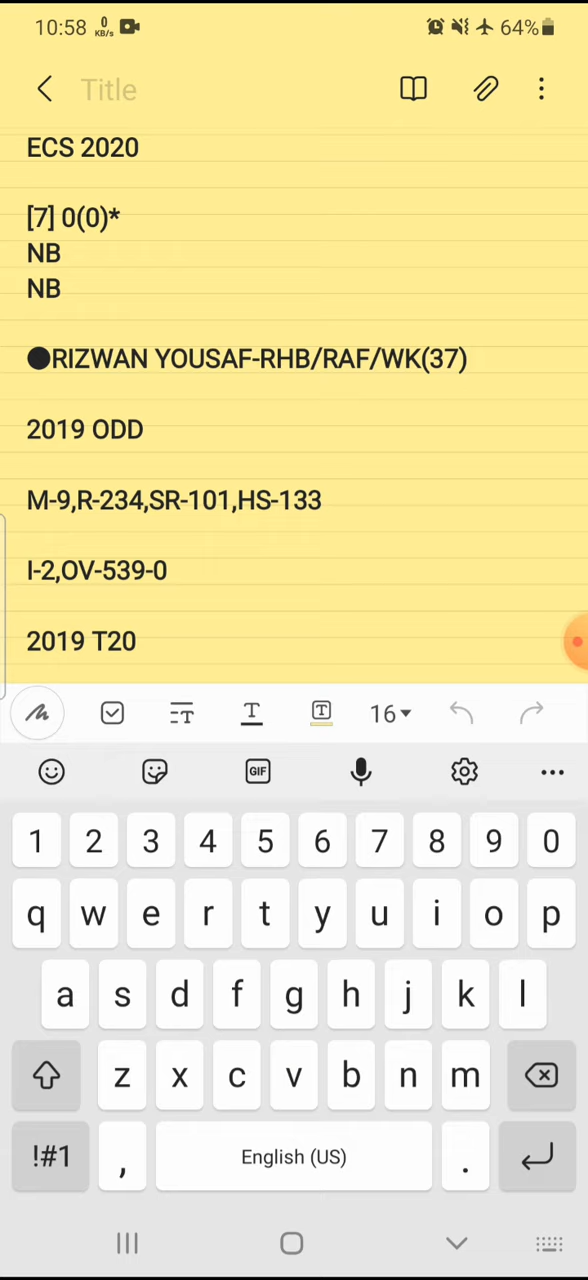 10:58 0 KB/s 64%
Title
ECS 2020
[7] 0(0)*
NB
NB
●RIZWAN YOUSAF-RHB/RAF/WK(37)
2019 ODD
M-9,R-234,SR-101,HS-133
I-2,OV-539-0
2019 T20
T T 16
GIF
1 2 3 4 5 6 7 8 9 0
q w e r t y u i o p
a s d f g h j k l
z x c v b n m
!#1 , English (US) .